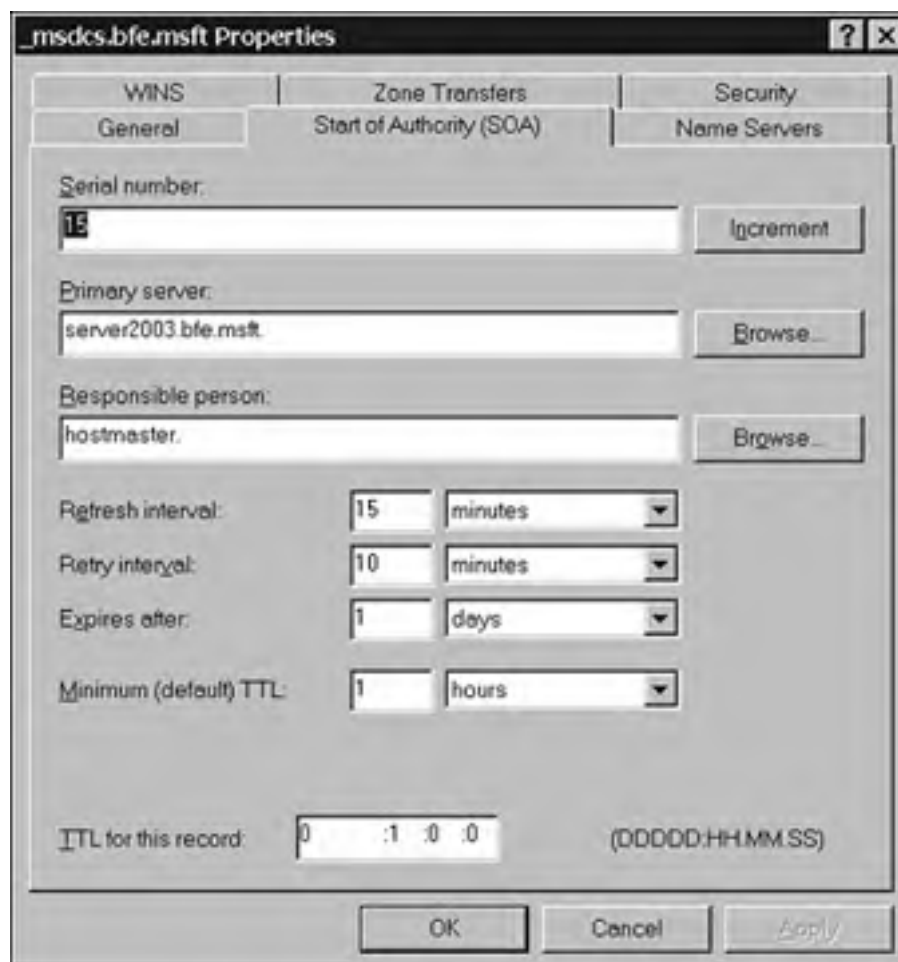 _msdcs.bfe.msft Properties
WINS Zone Transfers Security
General Start of Authority (SOA) Name Servers
Serial number:
15 Increment
Primary server:
server2003.bfe.msft. Browse...
Responsible person:
hostmaster. Browse...
Refresh interval: 15 minutes
Retry interval: 10 minutes
Expires after: 1 days
Minimum (default) TTL: 1 hours
TTL for this record: 0 :1 :0 :0 (DDDDD:HH.MM.SS)
OK Cancel Apply